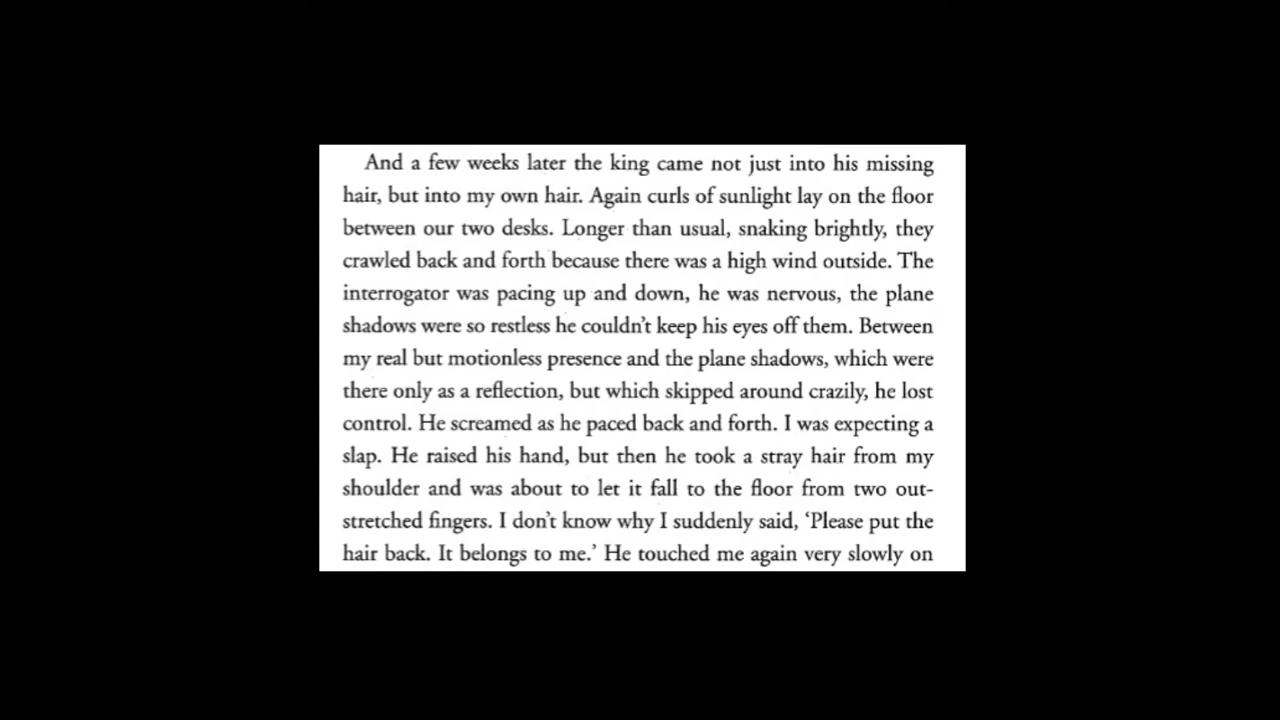 And a few weeks later the king came not just into his missing
hair, but into my own hair. Again curls of sunlight lay on the floor
between our two desks. Longer than usual, snaking brightly, they
crawled back and forth because there was a high wind outside. The
interrogator was pacing up and down, he was nervous, the plane
shadows were so restless he couldn’t keep his eyes off them. Between
my real but motionless presence and the plane shadows, which were
there only as a reflection, but which skipped around crazily, he lost
control. He screamed as he paced back and forth. I was expecting a
slap. He raised his hand, but then he took a stray hair from my
shoulder and was about to let it fall to the floor from two out-
stretched fingers. I don’t know why I suddenly said, ‘Please put the
hair back. It belongs to me.’ He touched me again very slowly on